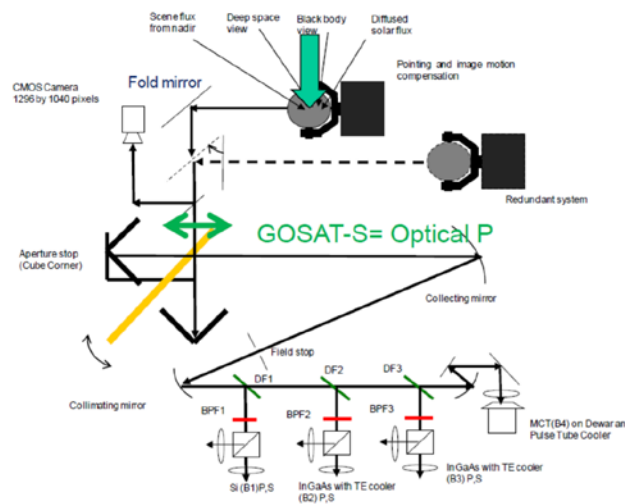 Scene flux
from nadir
Deep space
view
Black body
view
Diffused
solar flux
Pointing and image motion
compensation
CMOS Camera
1296 by 1040 pixels
Fold mirror
Redundant system
GOSAT-S= Optical P
Aperture stop
(Cube Corner)
Collecting mirror
Field stop
Collimating mirror
DF1
DF2
DF3
BPF1
BPF2
BPF3
MCT(B4) on Dewar an
Pulse Tube Cooler
Si (B1)P,S
InGaAs with TE cooler
(B2) P,S
InGaAs with TE cooler
(B3) P,S